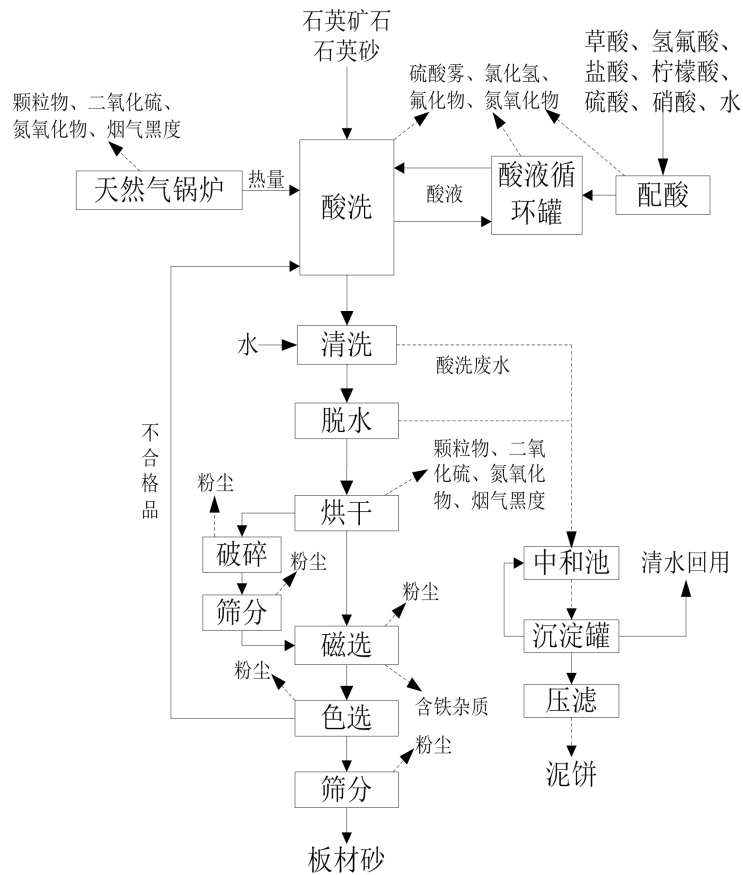 石英矿石
石英砂
草酸、氢氟酸、
盐酸、柠檬酸、
硫酸、硝酸、水
硫酸雾、氯化氢、
氟化物、氮氧化物
颗粒物、二氧化硫、
氮氧化物、烟气黑度
天然气锅炉
热量
酸洗
酸液
酸液循
环罐
配酸
水
清洗
酸洗废水
脱水
不合格品
颗粒物、二氧
化硫、氮氧化
物、烟气黑度
粉尘
烘干
破碎
粉尘
中和池
清水回用
筛分
粉尘
磁选
沉淀罐
粉尘
含铁杂质
色选
压滤
粉尘
筛分
泥饼
板材砂